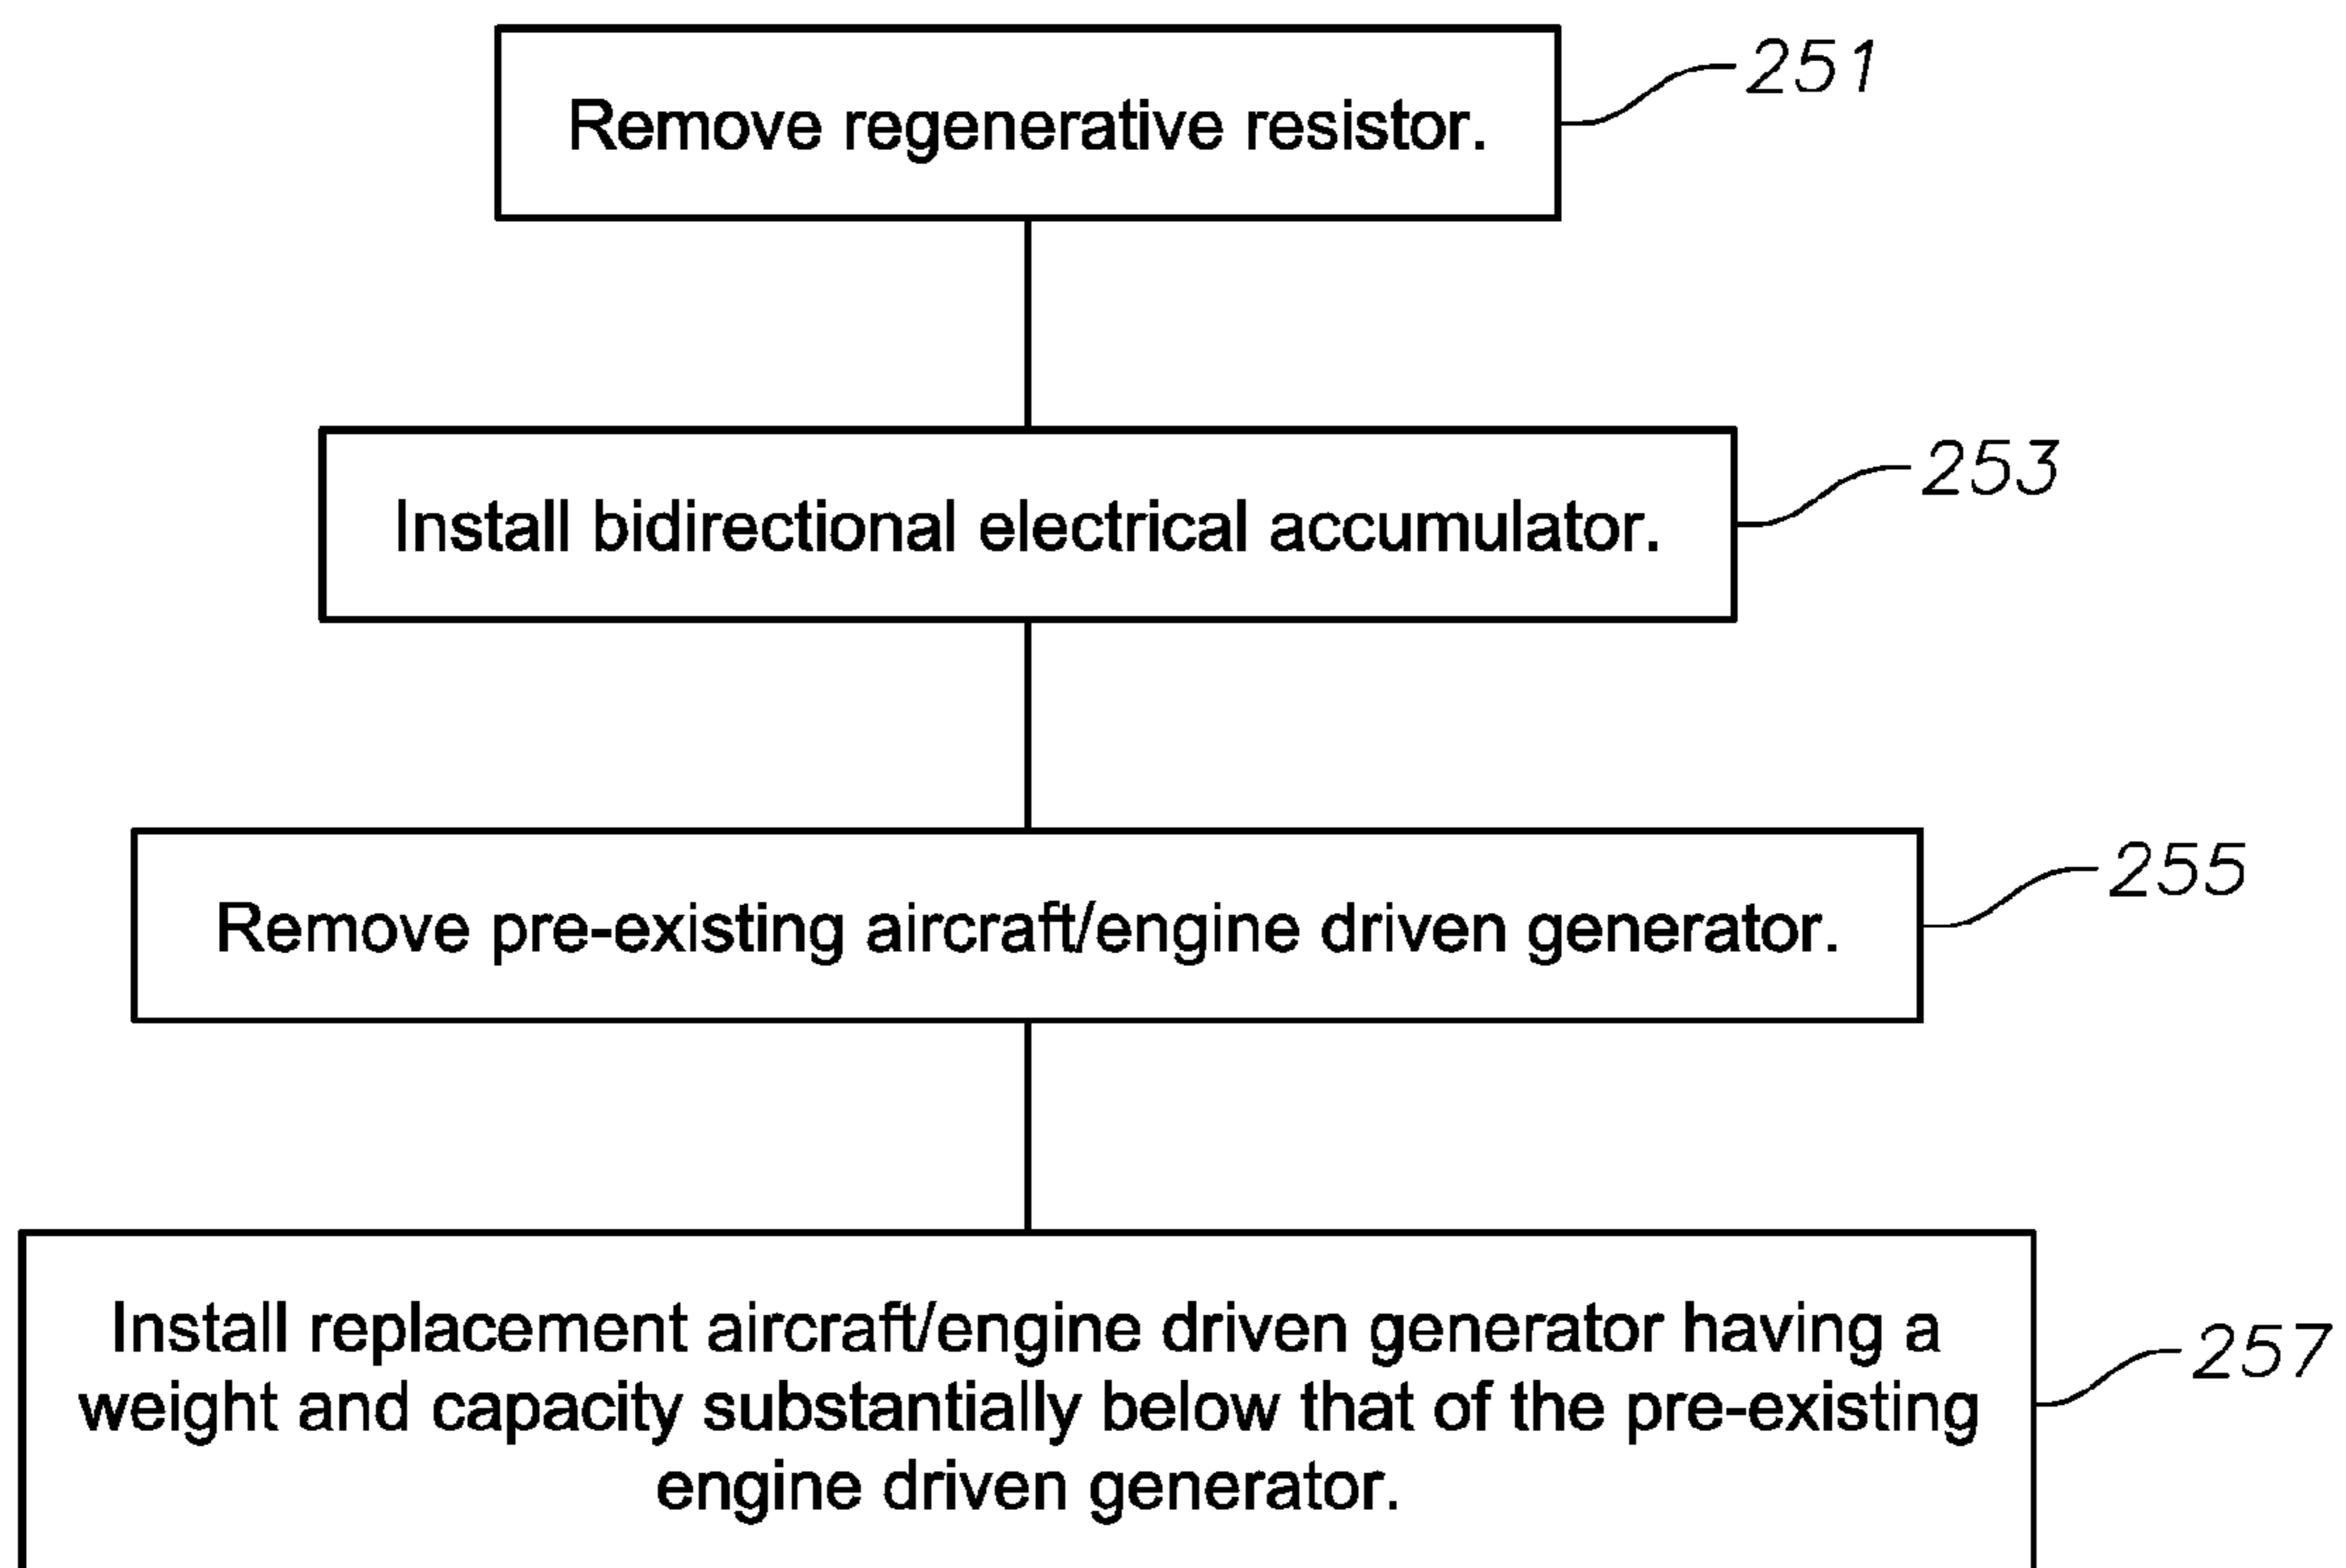 Remove regenerative resistor.
251
Install bidirectional electrical accumulator.
253
Remove pre-existing aircraft/engine driven generator.
255
Install replacement aircraft/engine driven generator having a
weight and capacity substantially below that of the pre-existing
engine driven generator.
257